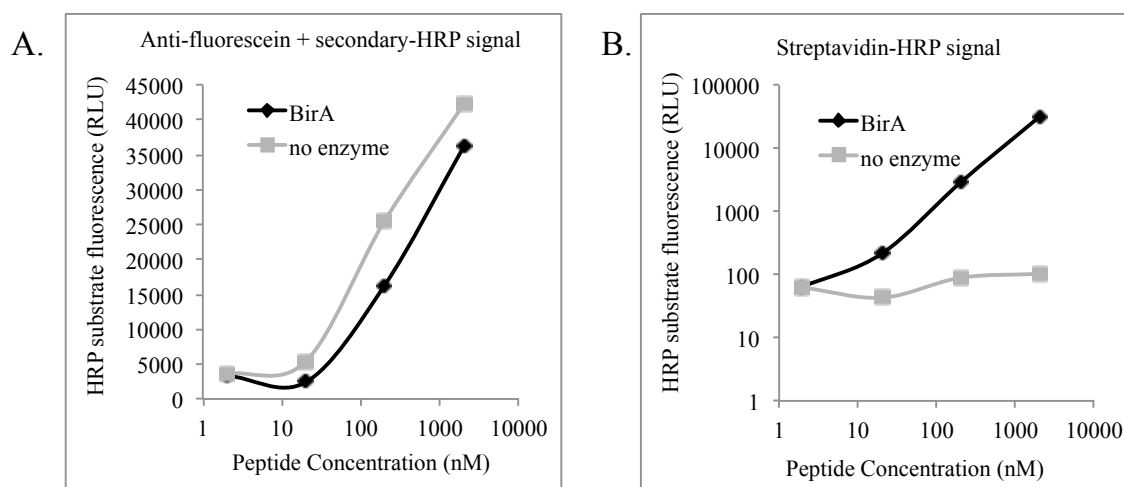 A.
Anti-fluorescein + secondary-HRP signal
HRP substrate fluorescence (RLU)
45000
40000
35000
30000
25000
20000
15000
10000
5000
0
BirA
no enzyme
1 10 100 1000 10000
Peptide Concentration (nM)
B.
Streptavidin-HRP signal
HRP substrate fluorescence (RLU)
100000
10000
1000
100
10
1
BirA
no enzyme
1 10 100 1000 10000
Peptide Concentration (nM)